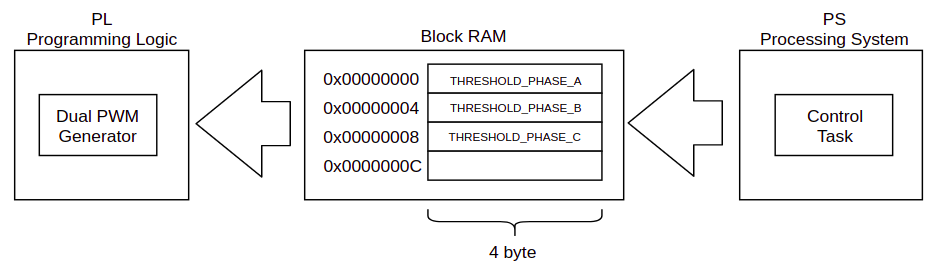 PL
Programming Logic
Dual PWM
Generator
Block RAM
0x00000000 THRESHOLD_PHASE_A
0x00000004 THRESHOLD_PHASE_B
0x00000008 THRESHOLD_PHASE_C
0x0000000C
4 byte
PS
Processing System
Control
Task